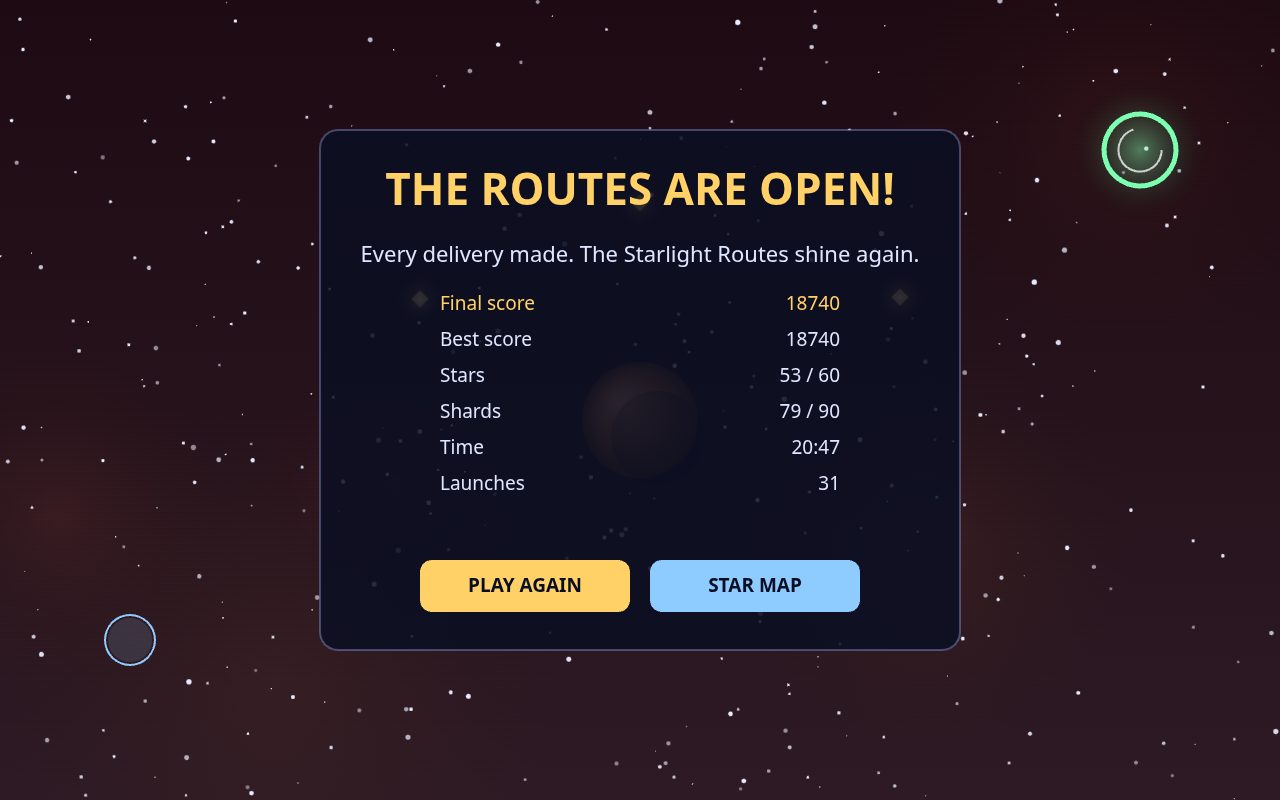 THE ROUTES ARE OPEN!
Every delivery made. The Starlight Routes shine again.
Final score 18740
Best score 18740
Stars 53 / 60
Shards 79 / 90
Time 20:47
Launches 31
PLAY AGAIN STAR MAP